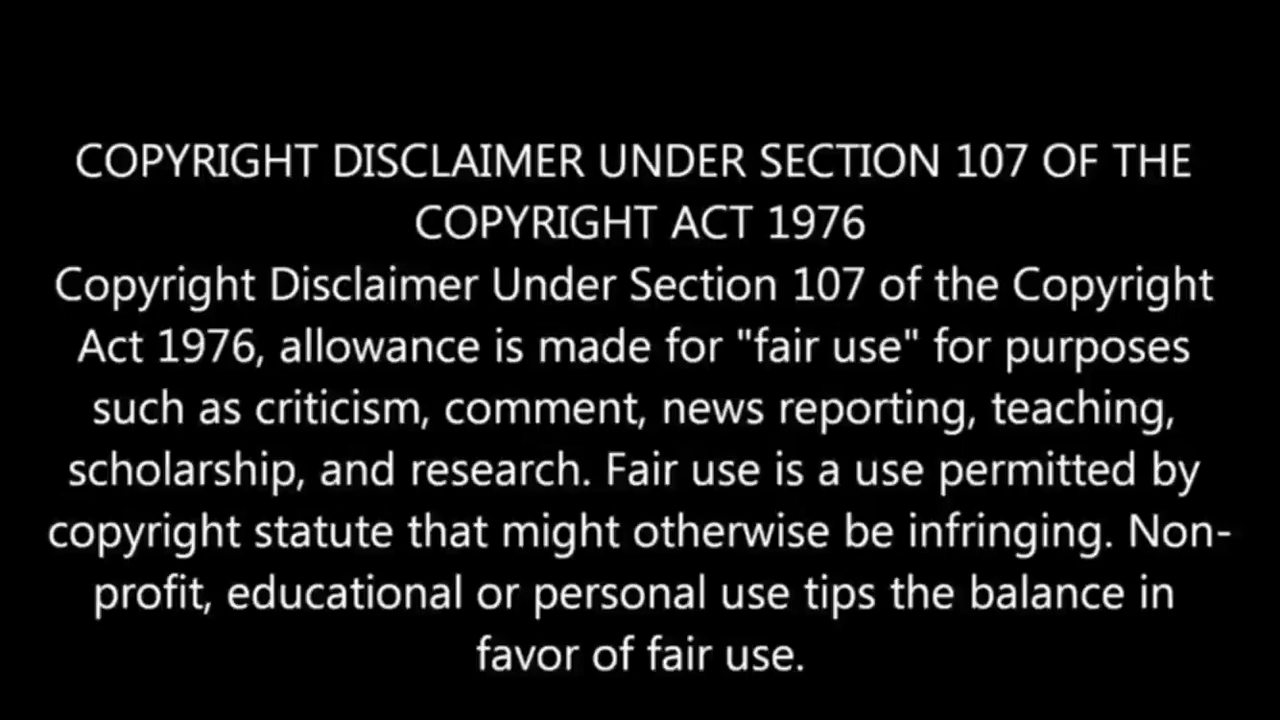 COPYRIGHT DISCLAIMER UNDER SECTION 107 OF THE
COPYRIGHT ACT 1976
Copyright Disclaimer Under Section 107 of the Copyright
Act 1976, allowance is made for "fair use" for purposes
such as criticism, comment, news reporting, teaching,
scholarship, and research. Fair use is a use permitted by
copyright statute that might otherwise be infringing. Non-
profit, educational or personal use tips the balance in
favor of fair use.